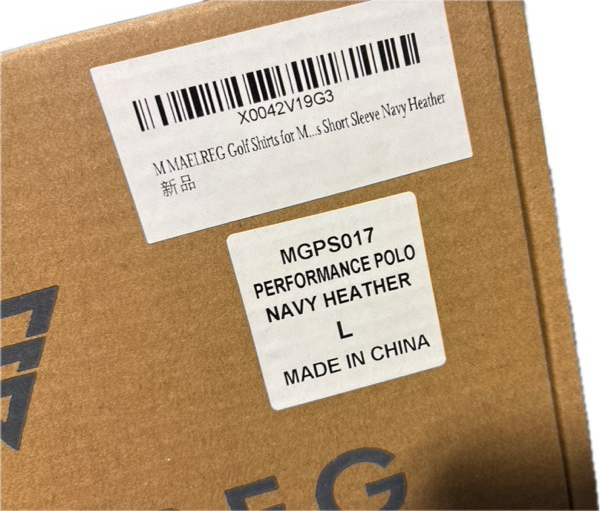 X0042V19G3
M MAELREG Golf Shirts for M...s Short Sleeve Navy Heather
新品
MGPS017
PERFORMANCE POLO
NAVY HEATHER
L
MADE IN CHINA
REG